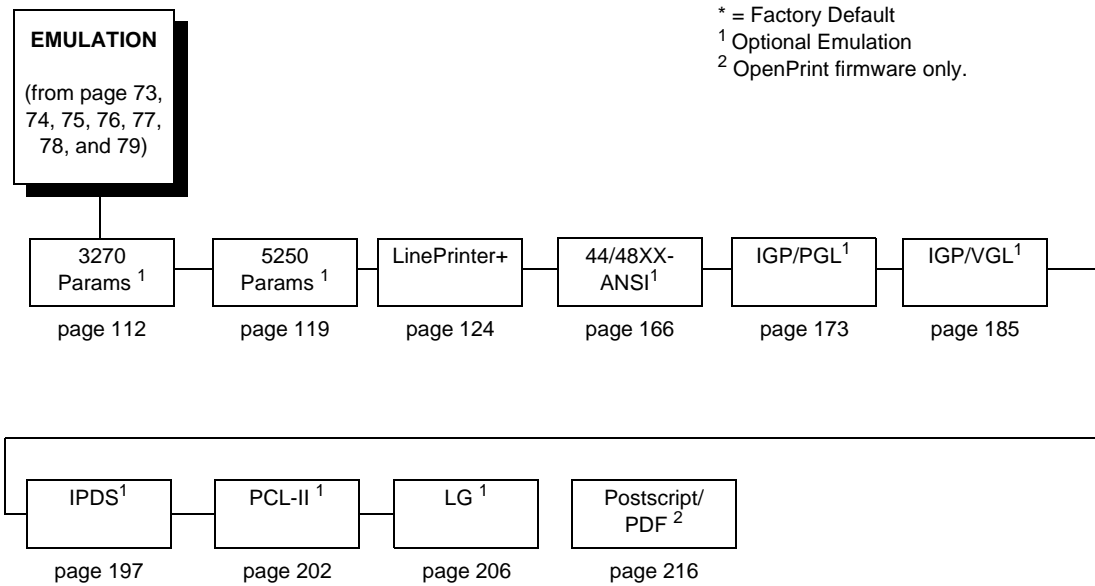 * = Factory Default
1 Optional Emulation
2 OpenPrint firmware only.
EMULATION
(from page 73,
74, 75, 76, 77,
78, and 79)
3270
Params 1
page 112
5250
Params 1
page 119
LinePrinter+
page 124
44/48XX-
ANSI1
page 166
IGP/PGL1
page 173
IGP/VGL1
page 185
IPDS1
page 197
PCL-II 1
page 202
LG 1
page 206
Postscript/
PDF 2
page 216